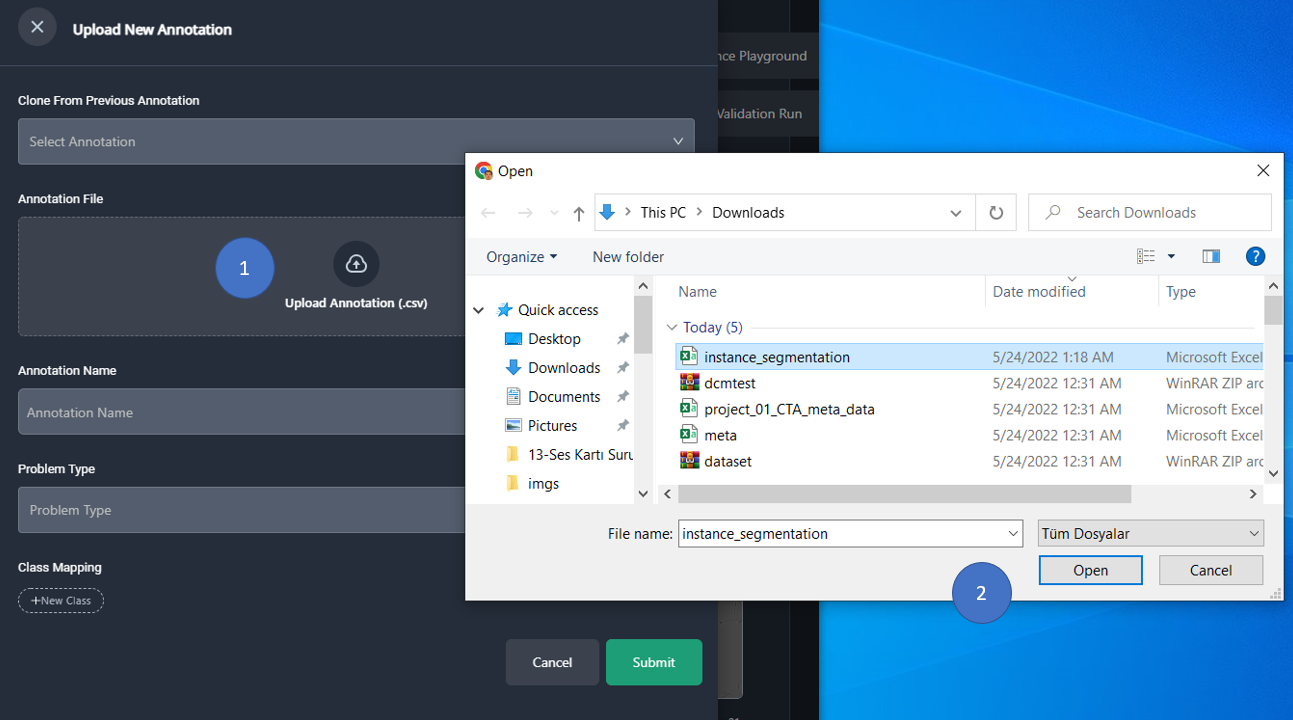 Upload New Annotation
nce Playground
Validation Run
Clone From Previous Annotation
Select Annotation
Annotation File
1
Upload Annotation (.csv)
Annotation Name
Annotation Name
Problem Type
Problem Type
Class Mapping
+New Class
Cancel
Submit
Open
This PC
Downloads
Search Downloads
Organize
New folder
?
Quick access
Desktop
Downloads
Documents
Pictures
13-Ses Kartı Suru
imgs
Name
Date modified
Type
Today (5)
instance_segmentation 5/24/2022 1:18 AM Microsoft Excel
dcmtest 5/24/2022 12:31 AM WinRAR ZIP arc
project_01_CTA_meta_data 5/24/2022 12:31 AM Microsoft Excel
meta 5/24/2022 12:31 AM Microsoft Excel
dataset 5/24/2022 12:31 AM WinRAR ZIP arc
File name: instance_segmentation
Tüm Dosyalar
Open
Cancel
2